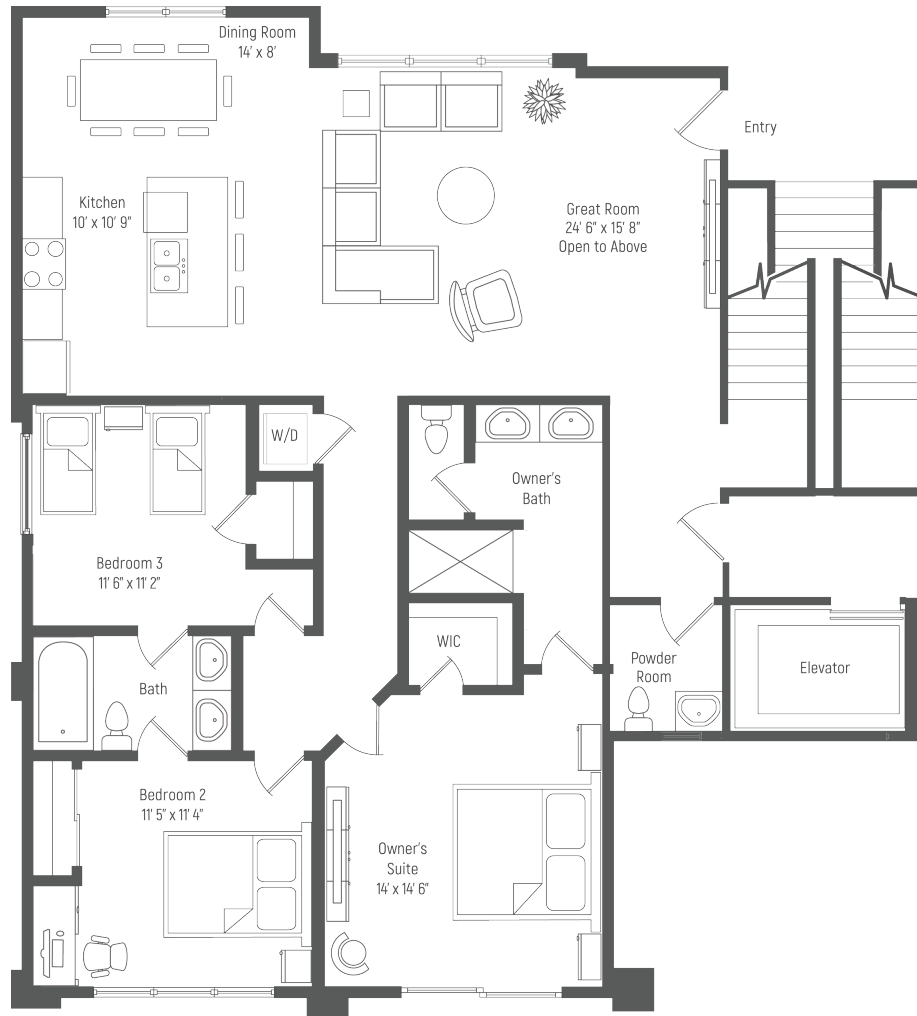 Dining Room
14' x 8'
Entry
Kitchen
10' x 10' 9"
Great Room
24' 6" x 15' 8"
Open to Above
W/D
Owner's
Bath
Bedroom 3
11' 6" x 11' 2"
WIC
Bath
Powder
Room
Elevator
Bedroom 2
11' 5" x 11' 4"
Owner's
Suite
14' x 14' 6"